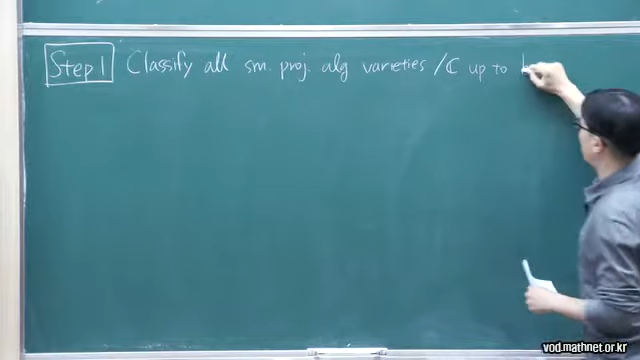 Step 1 Classify all sm. proj. alg varieties /ℂ up to b
vod.mathnet.or.kr